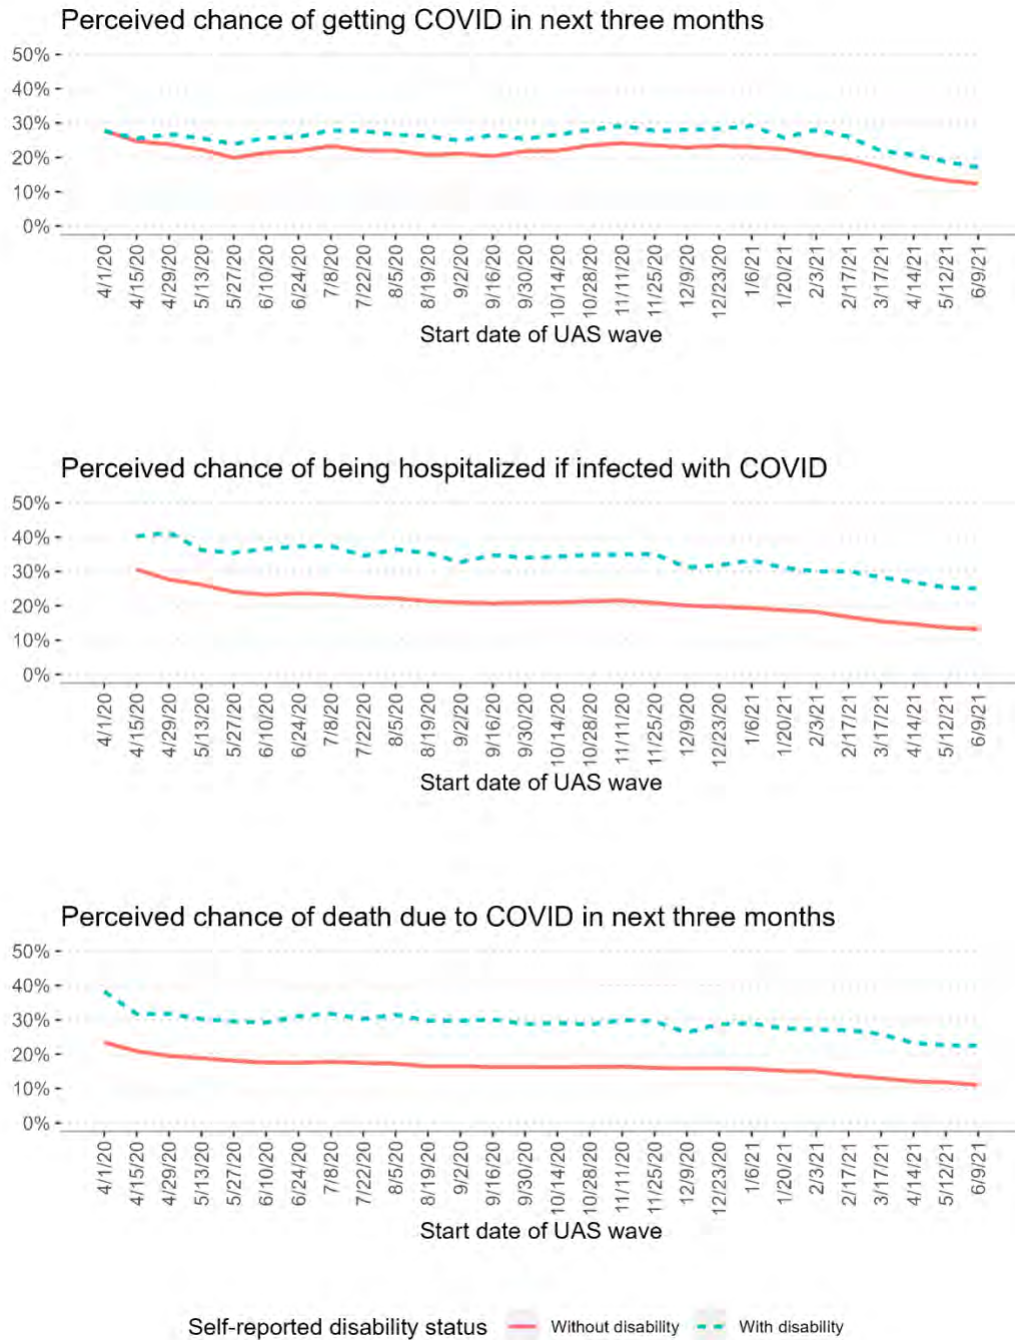 Perceived chance of getting COVID in next three months
50%
40%
30%
20%
10%
0%
4/1/20 4/15/20 4/29/20 5/13/20 5/27/20 6/10/20 6/24/20 7/8/20 7/22/20 8/5/20 8/19/20 9/2/20 9/16/20 9/30/20 10/14/20 10/28/20 11/11/20 11/25/20 12/9/20 12/23/20 1/6/21 1/20/21 2/3/21 2/17/21 3/17/21 4/14/21 5/12/21 6/9/21
Start date of UAS wave
Perceived chance of being hospitalized if infected with COVID
50%
40%
30%
20%
10%
0%
4/1/20 4/15/20 4/29/20 5/13/20 5/27/20 6/10/20 6/24/20 7/8/20 7/22/20 8/5/20 8/19/20 9/2/20 9/16/20 9/30/20 10/14/20 10/28/20 11/11/20 11/25/20 12/9/20 12/23/20 1/6/21 1/20/21 2/3/21 2/17/21 3/17/21 4/14/21 5/12/21 6/9/21
Start date of UAS wave
Perceived chance of death due to COVID in next three months
50%
40%
30%
20%
10%
0%
4/1/20 4/15/20 4/29/20 5/13/20 5/27/20 6/10/20 6/24/20 7/8/20 7/22/20 8/5/20 8/19/20 9/2/20 9/16/20 9/30/20 10/14/20 10/28/20 11/11/20 11/25/20 12/9/20 12/23/20 1/6/21 1/20/21 2/3/21 2/17/21 3/17/21 4/14/21 5/12/21 6/9/21
Start date of UAS wave
Self-reported disability status Without disability With disability